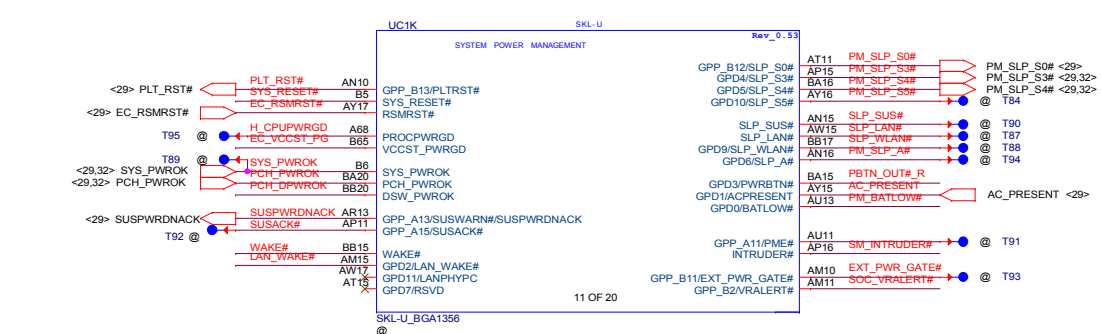 UC1K SKL-U
Rev_0.53
SYSTEM POWER MANAGEMENT
<29> PLT_RST# PLT_RST# AN10 GPP_B13/PLTRST#
SYS_RESET# B5 SYS_RESET#
<29> EC_RSMRST# EC_RSMRST# AY17 RSMRST#
T95 @ H_CPUPWRGD A68 PROCPWRGD
EC_VCCST_PG B65 VCCST_PWRGD
T89 @
<29,32> SYS_PWROK SYS_PWROK B6 SYS_PWROK
<29,32> PCH_PWROK PCH_PWROK BA20 PCH_PWROK
PCH_DPWROK BB20 DSW_PWROK
<29> SUSPWRDNACK SUSPWRDNACK AR13 GPP_A13/SUSWARN#/SUSPWRDNACK
T92 @ SUSACK# AP11 GPP_A15/SUSACK#
WAKE# BB15 WAKE#
LAN_WAKE# AM15 GPD2/LAN_WAKE#
AW17 GPD11/LANPHYPC
AT15 GPD7/RSVD
GPP_B12/SLP_S0# AT11 PM_SLP_S0# PM_SLP_S0# <29>
GPD4/SLP_S3# AP15 PM_SLP_S3# PM_SLP_S3# <29,32>
GPD5/SLP_S4# BA16 PM_SLP_S4# PM_SLP_S4# <29,32>
GPD10/SLP_S5# AY16 PM_SLP_S5# @ T84
SLP_SUS# AN15 SLP_SUS# @ T90
SLP_LAN# AW15 SLP_LAN# @ T87
GPD9/SLP_WLAN# BB17 SLP_WLAN# @ T88
GPD6/SLP_A# AN16 PM_SLP_A# @ T94
GPD3/PWRBTN# BA15 PBTN_OUT#_R
GPD1/ACPRESENT AY15 AC_PRESENT AC_PRESENT <29>
GPD0/BATLOW# AU13 PM_BATLOW#
GPP_A11/PME# AU11 @ T91
INTRUDER# AP16 SM_INTRUDER#
GPP_B11/EXT_PWR_GATE# AM10 EXT_PWR_GATE# @ T93
GPP_B2/VRALERT# AM11 SOC_VRALERT#
11 OF 20
SKL-U_BGA1356
@